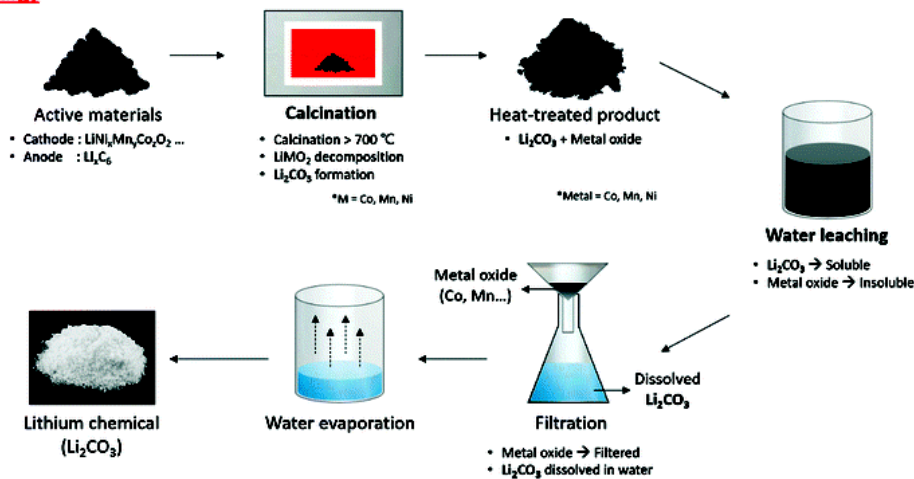 Active materials
• Cathode : LiNiₓMnᵧCo₂O₂ ...
• Anode : LiₓC₆
Calcination
• Calcination > 700 ℃
• LiMO₂ decomposition
• Li₂CO₃ formation
*M = Co, Mn, Ni
Heat-treated product
• Li₂CO₃ + Metal oxide
*Metal = Co, Mn, Ni
Water leaching
• Li₂CO₃ → Soluble
• Metal oxide → Insoluble
Metal oxide
(Co, Mn...)
Dissolved
Li₂CO₃
Filtration
• Metal oxide → Filtered
• Li₂CO₃ dissolved in water
Water evaporation
Lithium chemical
(Li₂CO₃)